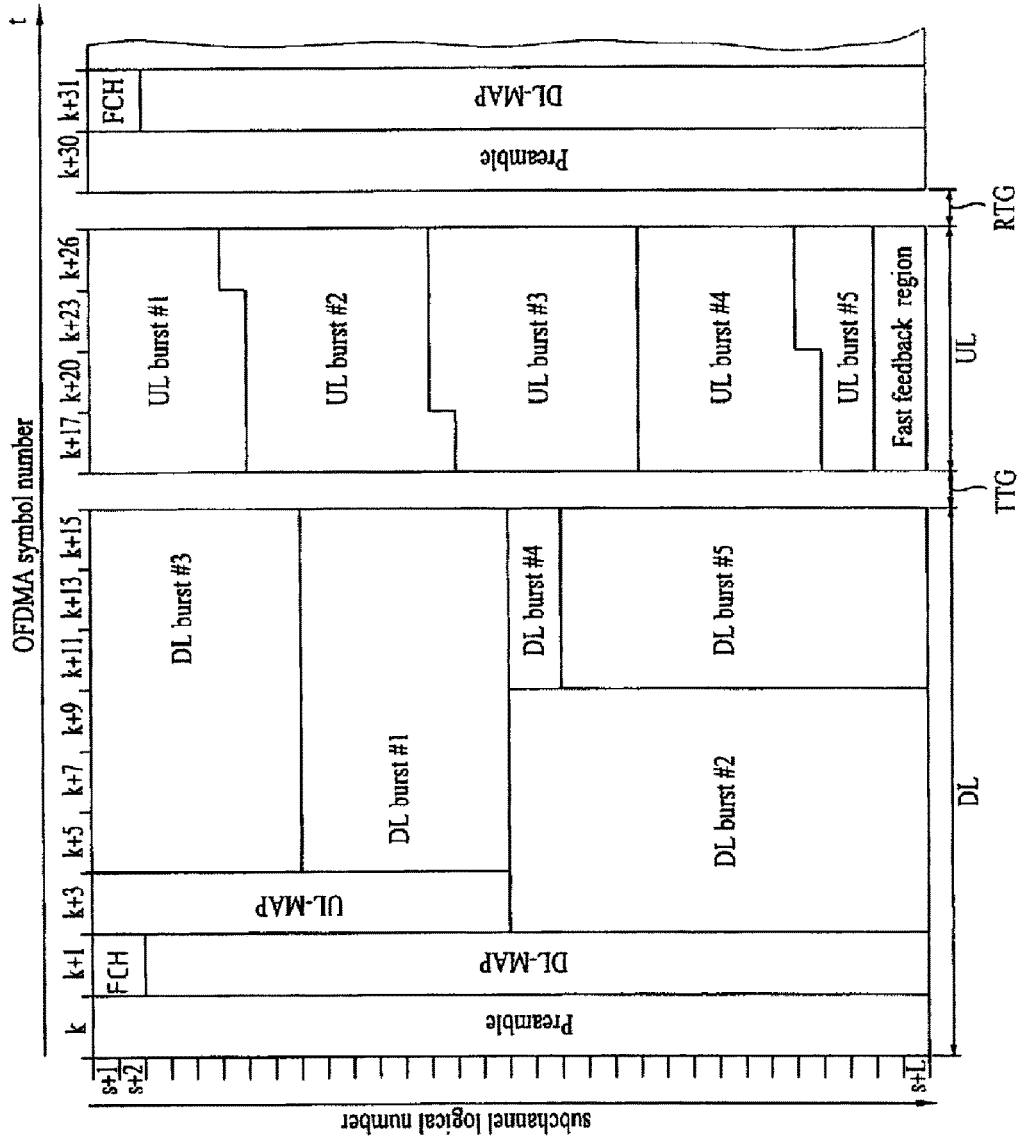 OFDMA symbol number
t
k
k+1
k+3
k+5
k+7
k+9
k+11
k+13
k+15
k+17
k+20
k+23
k+26
k+30
k+31
subchannel logical number
s+1
s+2
s+L
Preamble
FCH
DL-MAP
UL-MAP
DL burst #3
DL burst #1
DL burst #2
DL burst #4
DL burst #5
UL burst #1
UL burst #2
UL burst #3
UL burst #4
UL burst #5
Fast feedback region
Preamble
FCH
DL-MAP
DL
TTG
UL
RTG